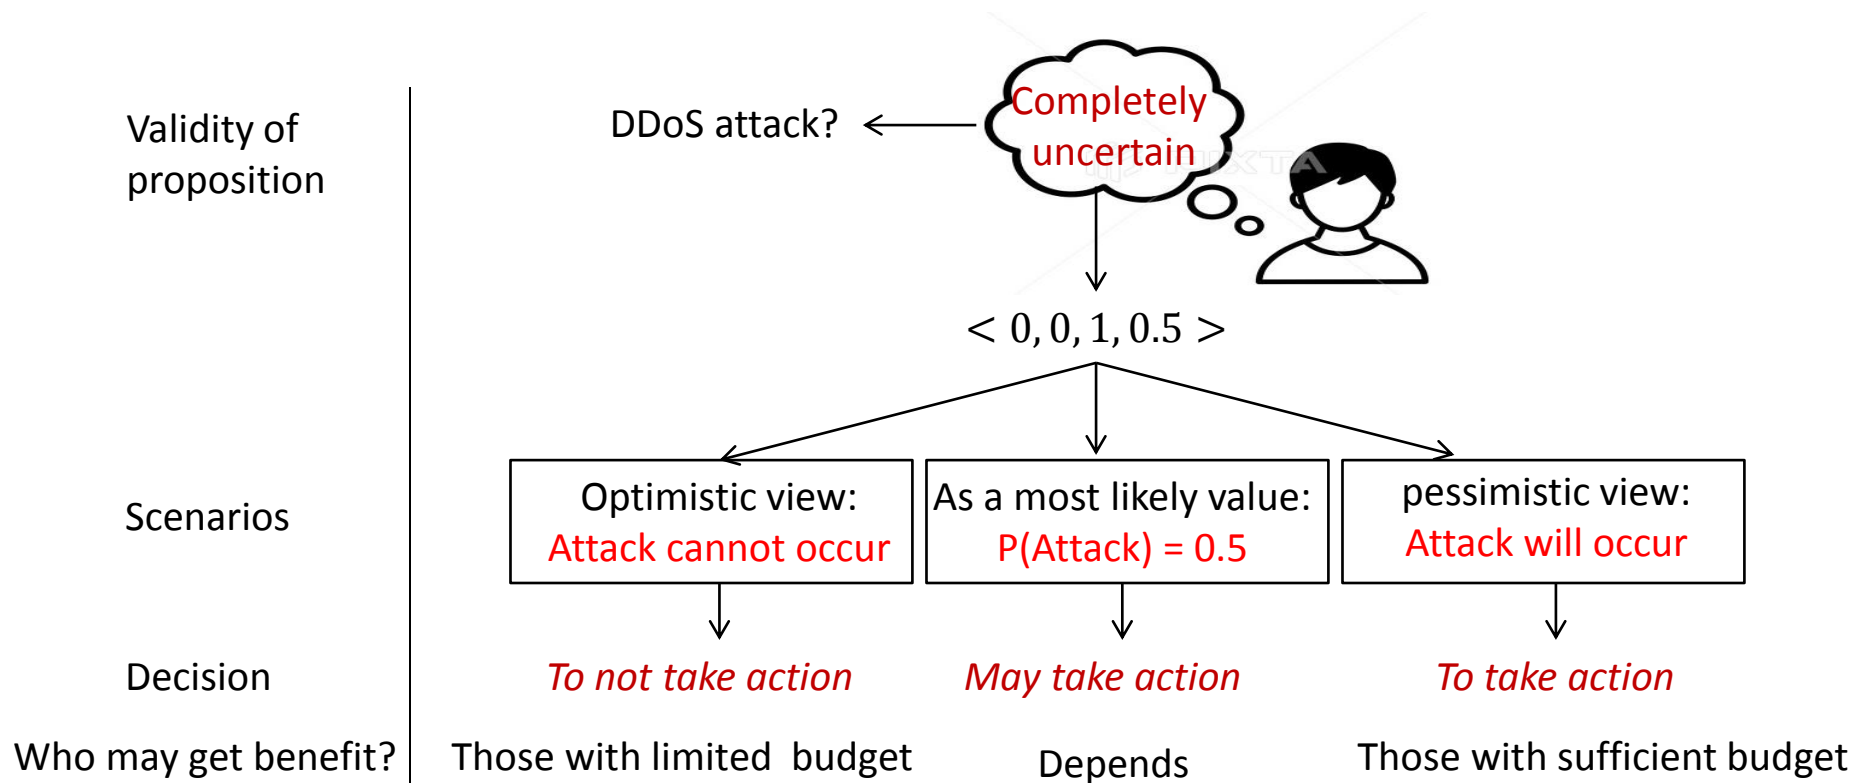 Validity of
proposition
DDoS attack?
Completely
uncertain
< 0, 0, 1, 0.5 >
Scenarios
Optimistic view:
Attack cannot occur
As a most likely value:
P(Attack) = 0.5
pessimistic view:
Attack will occur
Decision
To not take action
May take action
To take action
Who may get benefit?
Those with limited budget
Depends
Those with sufficient budget